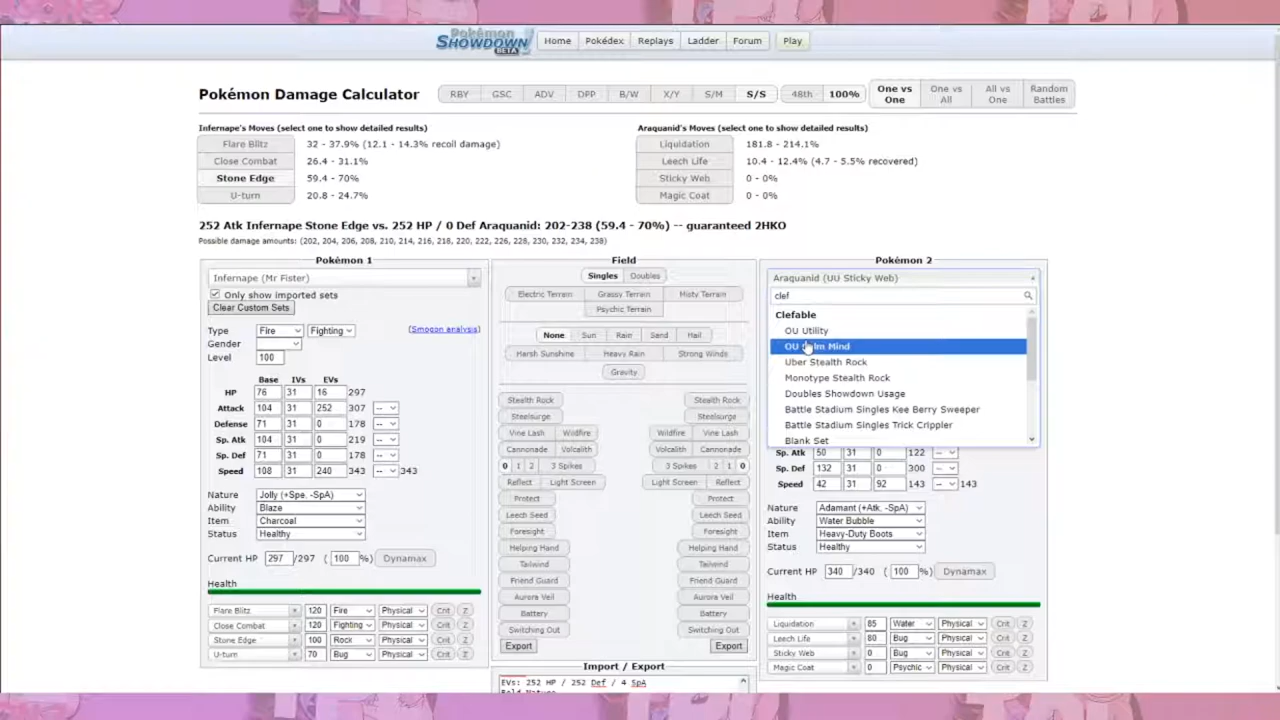 Pokémon SHOWDOWN BETA Home Pokédex Replays Ladder Forum Play
Pokémon Damage Calculator RBY GSC ADV DPP B/W X/Y S/M S/S 48th 100% One vs One One vs All All vs One Random Battles
Infernape's Moves (select one to show detailed results)
Flare Blitz 32 - 37.9% (12.1 - 14.3% recoil damage)
Close Combat 26.4 - 31.1%
Stone Edge 59.4 - 70%
U-turn 20.8 - 24.7%
Araquanid's Moves (select one to show detailed results)
Liquidation 181.8 - 214.1%
Leech Life 10.4 - 12.4% (4.7 - 5.5% recovered)
Sticky Web 0 - 0%
Magic Coat 0 - 0%
252 Atk Infernape Stone Edge vs. 252 HP / 0 Def Araquanid: 202-238 (59.4 - 70%) -- guaranteed 2HKO
Possible damage amounts: (202, 204, 206, 208, 210, 214, 216, 218, 220, 222, 226, 228, 230, 232, 234, 238)
Pokémon 1
Infernape (Mr Fister)
Only show imported sets
Clear Custom Sets
Type Fire Fighting (Smogon analysis)
Gender
Level 100
Base IVs EVs
HP 76 31 16 297
Attack 104 31 252 307 --
Defense 71 31 0 178 --
Sp. Atk 104 31 0 219 --
Sp. Def 71 31 0 178 --
Speed 108 31 240 343 -- 343
Nature Jolly (+Spe, -SpA)
Ability Blaze
Item Charcoal
Status Healthy
Current HP 297 /297 ( 100 %) Dynamax
Health
Flare Blitz 120 Fire Physical Crit Z
Close Combat 120 Fighting Physical Crit Z
Stone Edge 100 Rock Physical Crit Z
U-turn 70 Bug Physical Crit Z
Field
Singles Doubles
Electric Terrain Grassy Terrain Misty Terrain
Psychic Terrain
None Sun Rain Sand Hail
Harsh Sunshine Heavy Rain Strong Winds
Gravity
Stealth Rock Stealth Rock
Steelsurge Steelsurge
Vine Lash Wildfire Wildfire Vine Lash
Cannonade Volcalith Volcalith Cannonade
0 1 2 3 Spikes 3 Spikes 2 1 0
Reflect Light Screen Light Screen Reflect
Protect Protect
Leech Seed Leech Seed
Foresight Foresight
Helping Hand Helping Hand
Tailwind Tailwind
Friend Guard Friend Guard
Aurora Veil Aurora Veil
Battery Battery
Switching Out Switching Out
Export Export
Import / Export
EVs: 252 HP / 252 Def / 4 SpA
Pokémon 2
Araquanid (UU Sticky Web)
clef
Clefable
OU Utility
OU Calm Mind
Uber Stealth Rock
Monotype Stealth Rock
Doubles Showdown Usage
Battle Stadium Singles Kee Berry Sweeper
Battle Stadium Singles Trick Crippler
Blank Set
Sp. Atk 50 31 0 122 --
Sp. Def 132 31 0 300 --
Speed 42 31 92 143 -- 143
Nature Adamant (+Atk, -SpA)
Ability Water Bubble
Item Heavy-Duty Boots
Status Healthy
Current HP 340 /340 ( 100 %) Dynamax
Health
Liquidation 85 Water Physical Crit Z
Leech Life 80 Bug Physical Crit Z
Sticky Web 0 Bug Physical Crit Z
Magic Coat 0 Psychic Physical Crit Z